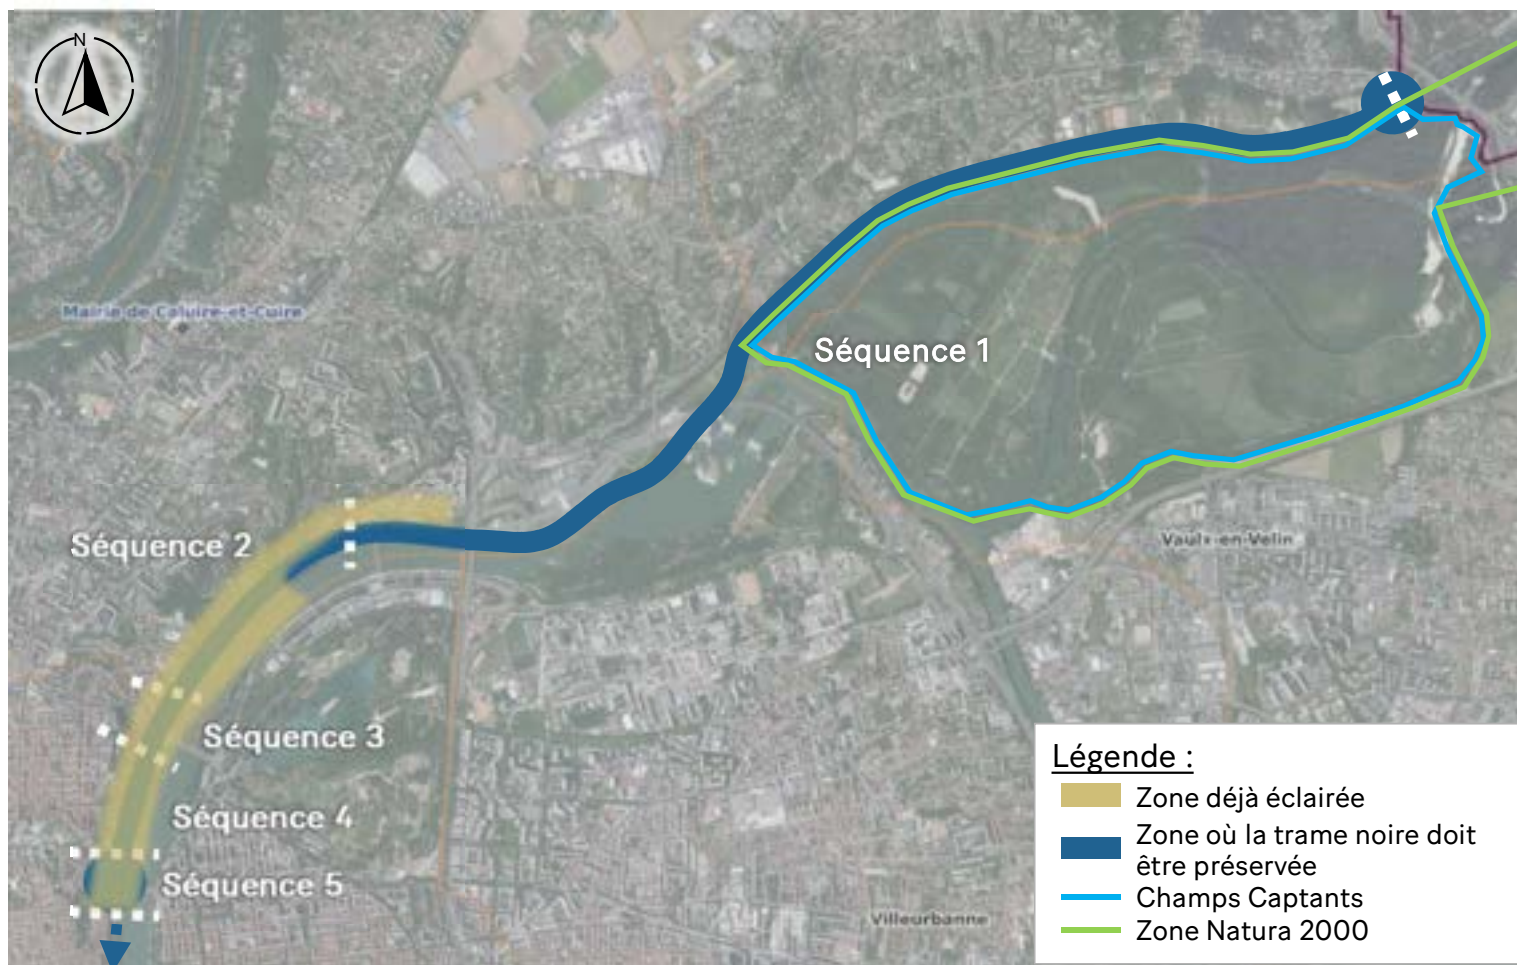 N
Mairie de Caluire-et-Cuire
Séquence 1
Séquence 2
Vaulx-en-Velin
Séquence 3
Séquence 4
Séquence 5
Villeurbanne
Légende :
Zone déjà éclairée
Zone où la trame noire doit
être préservée
Champs Captants
Zone Natura 2000